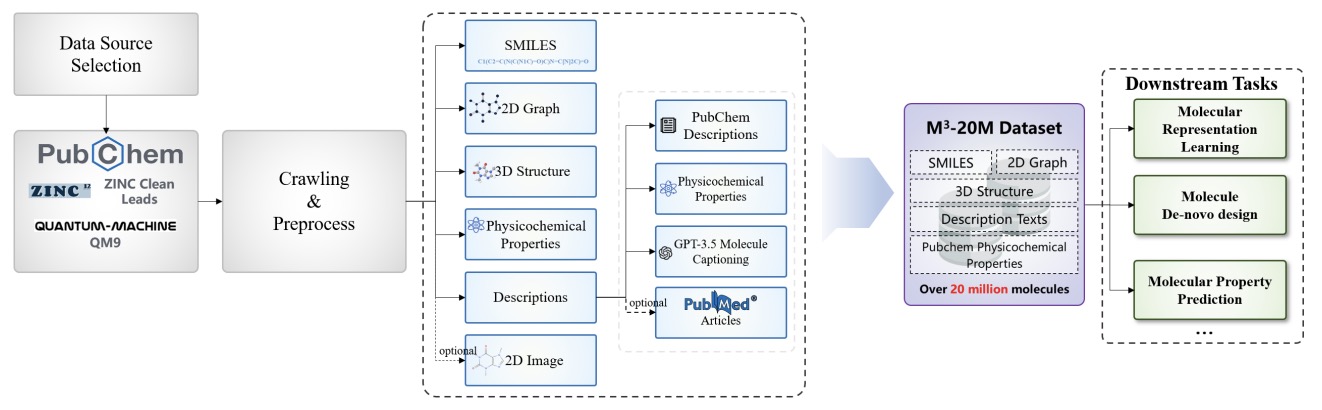 Data Source
Selection
PubChem
ZINC 12
ZINC Clean
Leads
QUANTUM-MACHINE
QM9
Crawling
&
Preprocess
SMILES
2D Graph
3D Structure
Physicochemical
Properties
Descriptions
optional
2D Image
PubChem
Descriptions
Physicochemical
Properties
GPT-3.5 Molecule
Captioning
optional
PubMed®
Articles
M³-20M Dataset
SMILES
2D Graph
3D Structure
Description Texts
Pubchem Physicochemical
Properties
Over 20 million molecules
Downstream Tasks
Molecular
Representation
Learning
Molecule
De-novo design
Molecular Property
Prediction
...